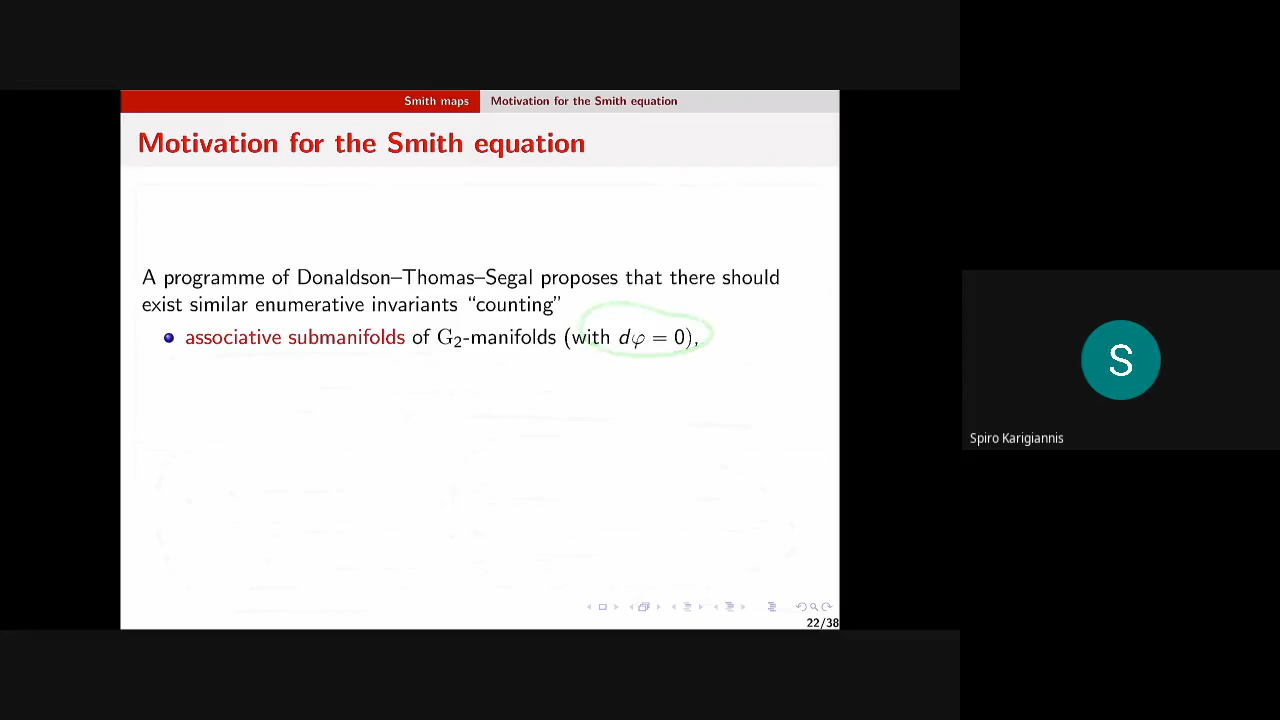 Smith maps
Motivation for the Smith equation
Motivation for the Smith equation
A programme of Donaldson–Thomas–Segal proposes that there should
exist similar enumerative invariants “counting”
associative submanifolds of G₂-manifolds (with dφ = 0),
22/38
S
Spiro Karigiannis